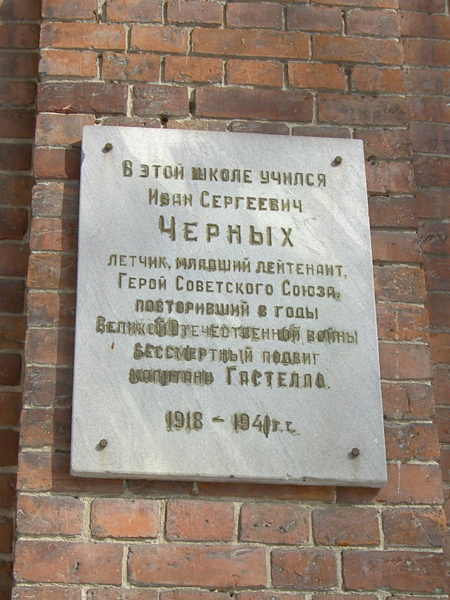 В этой школе учился
Иван Сергеевич
Черных
летчик, младший лейтенант,
Герой Советского Союза,
повторивший в годы
Великой Отечественной войны
бессмертный подвиг
капитана Гастелло.
1918 – 1941 г.г.